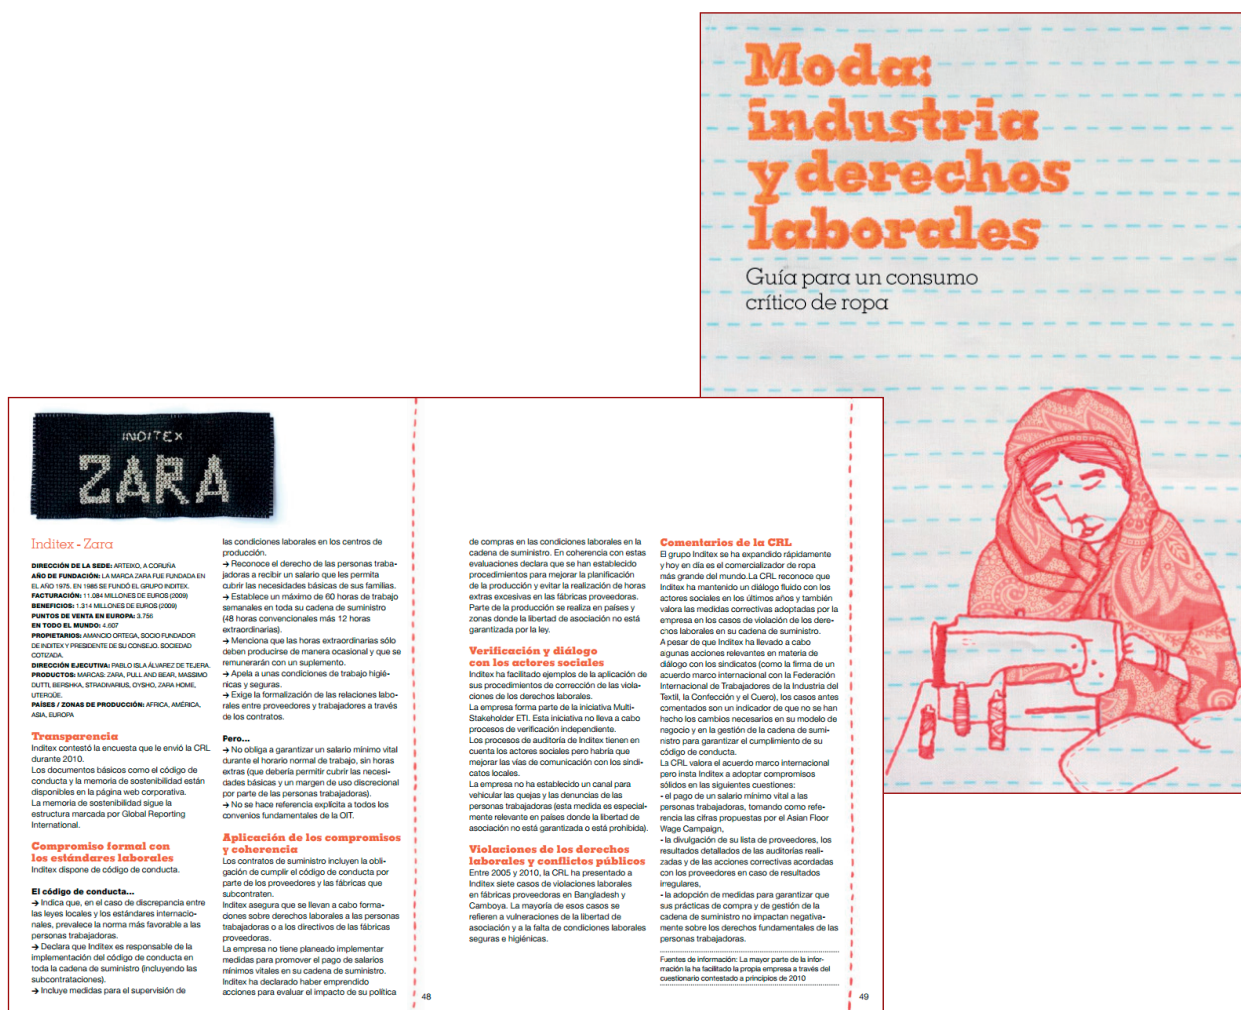 Moda:
industria
y derechos
laborales
Guía para un consumo
crítico de ropa
INDITEX
ZARA
Inditex - Zara
DIRECCIÓN DE LA SEDE: ARTEIXO, A CORUÑA
AÑO DE FUNDACIÓN: LA MARCA ZARA FUE FUNDADA EN
EL AÑO 1975. EN 1985 SE FUNDÓ EL GRUPO INDITEX.
FACTURACIÓN: 11.084 MILLONES DE EUROS (2009)
BENEFICIOS: 1.314 MILLONES DE EUROS (2009)
PUNTOS DE VENTA EN EUROPA: 3.756
EN TODO EL MUNDO: 4.607
PROPIETARIOS: AMANCIO ORTEGA, SOCIO FUNDADOR
DE INDITEX Y PRESIDENTE DE SU CONSEJO. SOCIEDAD
COTIZADA.
DIRECCIÓN EJECUTIVA: PABLO ISLA ÁLVAREZ DE TEJERA.
PRODUCTOS: MARCAS: ZARA, PULL AND BEAR, MASSIMO
DUTTI, BERSHKA, STRADIVARIUS, OYSHO, ZARA HOME,
UTERQÜE.
PAÍSES / ZONAS DE PRODUCCIÓN: AFRICA, AMÉRICA,
ASIA, EUROPA
Transparencia
Inditex contestó la encuesta que le envió la CRL
durante 2010.
Los documentos básicos como el código de
conducta y la memoria de sostenibilidad están
disponibles en la página web corporativa.
La memoria de sostenibilidad sigue la
estructura marcada por Global Reporting
International.
Compromiso formal con
los estándares laborales
Inditex dispone de código de conducta.
El código de conducta...
→ Indica que, en el caso de discrepancia entre
las leyes locales y los estándares internacio-
nales, prevalece la norma más favorable a las
personas trabajadoras.
→ Declara que Inditex es responsable de la
implementación del código de conducta en
toda la cadena de suministro (incluyendo las
subcontrataciones).
→ Incluye medidas para el supervisión de
las condiciones laborales en los centros de
producción.
→ Reconoce el derecho de las personas traba-
jadoras a recibir un salario que les permita
cubrir las necesidades básicas de sus familias.
→ Establece un máximo de 60 horas de trabajo
semanales en toda su cadena de suministro
(48 horas convencionales más 12 horas
extraordinarias).
→ Menciona que las horas extraordinarias sólo
deben producirse de manera ocasional y que se
remunerarán con un suplemento.
→ Apela a unas condiciones de trabajo higié-
nicas y seguras.
→ Exige la formalización de las relaciones labo-
rales entre proveedores y trabajadores a través
de los contratos.
Pero...
→ No obliga a garantizar un salario mínimo vital
durante el horario normal de trabajo, sin horas
extras (que debería permitir cubrir las necesi-
dades básicas y un margen de uso discrecional
por parte de las personas trabajadoras).
→ No se hace referencia explícita a todos los
convenios fundamentales de la OIT.
Aplicación de los compromisos
y coherencia
Los contratos de suministro incluyen la obli-
gación de cumplir el código de conducta por
parte de los proveedores y las fábricas que
subcontraten.
Inditex asegura que se llevan a cabo forma-
ciones sobre derechos laborales a las personas
trabajadoras o a los directivos de las fábricas
proveedoras.
La empresa no tiene planeado implementar
medidas para promover el pago de salarios
mínimos vitales en su cadena de suministro.
Inditex ha declarado haber emprendido
acciones para evaluar el impacto de su política
48
de compras en las condiciones laborales en la
cadena de suministro. En coherencia con estas
evaluaciones declara que se han establecido
procedimientos para mejorar la planificación
de la producción y evitar la realización de horas
extras excesivas en las fábricas proveedoras.
Parte de la producción se realiza en países y
zonas donde la libertad de asociación no está
garantizada por la ley.
Verificación y diálogo
con los actores sociales
Inditex ha facilitado ejemplos de la aplicación de
sus procedimientos de corrección de las viola-
ciones de los derechos laborales.
La empresa forma parte de la iniciativa Multi-
Stakeholder ETI. Esta iniciativa no lleva a cabo
procesos de verificación independiente.
Los procesos de auditoría de Inditex tienen en
cuenta los actores sociales pero habría que
mejorar las vías de comunicación con los sindi-
catos locales.
La empresa no ha establecido un canal para
vehicular las quejas y las denuncias de las
personas trabajadoras (esta medida es especial-
mente relevante en países donde la libertad de
asociación no está garantizada o está prohibida).
Violaciones de los derechos
laborales y conflictos públicos
Entre 2005 y 2010, la CRL ha presentado a
Inditex siete casos de violaciones laborales
en fábricas proveedoras en Bangladesh y
Camboya. La mayoría de esos casos se
refieren a vulneraciones de la libertad de
asociación y a la falta de condiciones laborales
seguras e higiénicas.
Comentarios de la CRL
El grupo Inditex se ha expandido rápidamente
y hoy en día es el comercializador de ropa
más grande del mundo.La CRL reconoce que
Inditex ha mantenido un diálogo fluido con los
actores sociales en los últimos años y también
valora las medidas correctivas adoptadas por la
empresa en los casos de violación de los dere-
chos laborales en su cadena de suministro.
A pesar de que Inditex ha llevado a cabo
agunas acciones relevantes en materia de
diálogo con los sindicatos (como la firma de un
acuerdo marco internacional con la Federación
Internacional de Trabajadores de la Industria del
Textil, la Confección y el Cuero), los casos antes
comentados son un indicador de que no se han
hecho los cambios necesarios en su modelo de
negocio y en la gestión de la cadena de sumi-
nistro para garantizar el cumplimiento de su
código de conducta.
La CRL valora el acuerdo marco internacional
pero insta Inditex a adoptar compromisos
sólidos en las siguientes cuestiones:
- el pago de un salario mínimo vital a las
personas trabajadoras, tomando como refe-
rencia las cifras propuestas por el Asian Floor
Wage Campaign,
- la divulgación de su lista de proveedores, los
resultados detallados de las auditorías reali-
zadas y de las acciones correctivas acordadas
con los proveedores en caso de resultados
irregulares,
- la adopción de medidas para garantizar que
sus prácticas de compra y de gestión de la
cadena de suministro no impactan negativa-
mente sobre los derechos fundamentales de las
personas trabajadoras.
Fuentes de información: La mayor parte de la infor-
mación la ha facilitado la propia empresa a través del
cuestionario contestado a principios de 2010
49